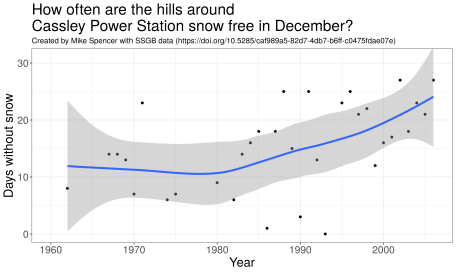 How often are the hills around
Cassley Power Station snow free in December?
Created by Mike Spencer with SSGB data (https://doi.org/10.5285/caf989a5-82d7-4db7-b6ff-c0475fdae07e)
Days without snow
30
20
10
0
1960 1970 1980 1990 2000
Year